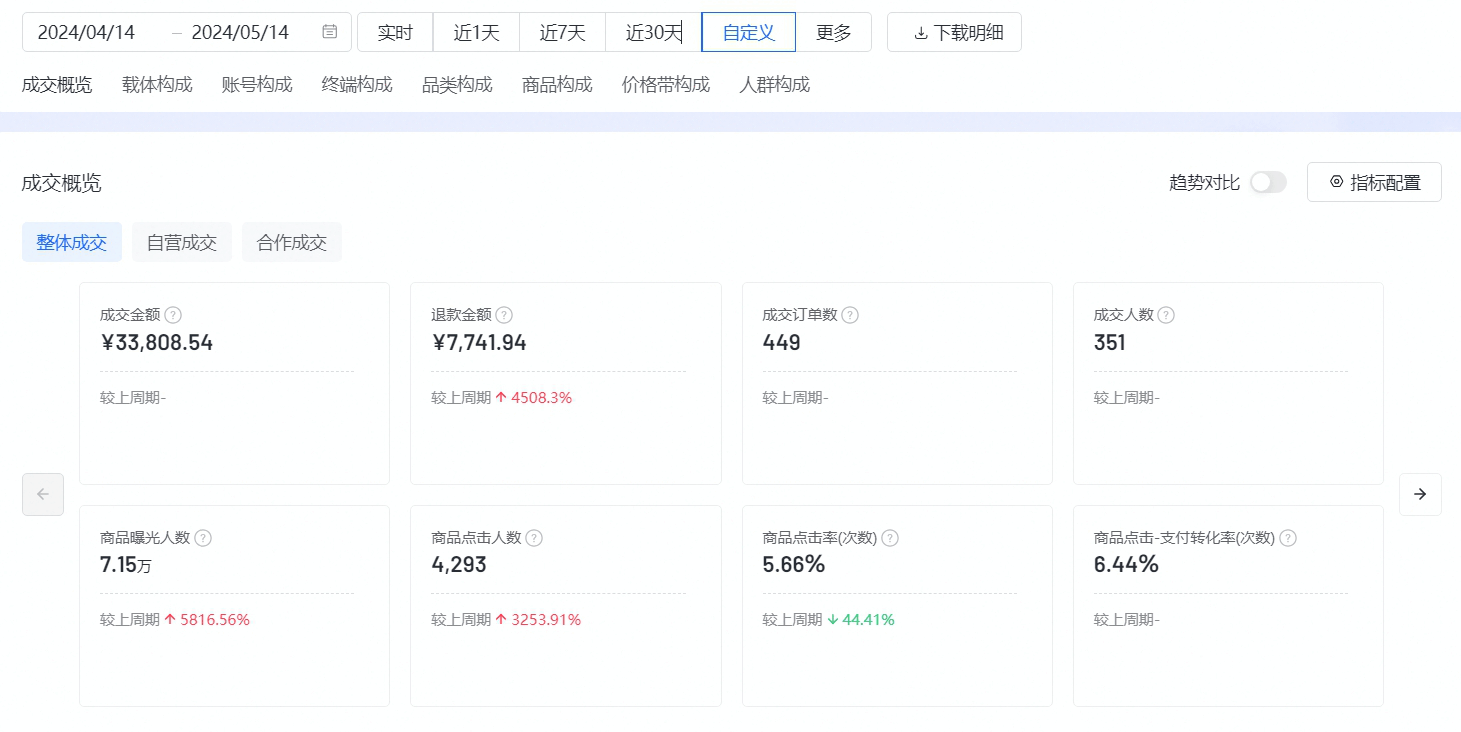 2024/04/14 – 2024/05/14 实时 近1天 近7天 近30天 自定义 更多 下载明细
成交概览 载体构成 账号构成 终端构成 品类构成 商品构成 价格带构成 人群构成
成交概览 趋势对比 指标配置
整体成交 自营成交 合作成交
成交金额 ? 退款金额 ? 成交订单数 ? 成交人数 ?
¥33,808.54 ¥7,741.94 449 351
较上周期- 较上周期 ↑ 4508.3% 较上周期- 较上周期-
商品曝光人数 ? 商品点击人数 ? 商品点击率(次数) ? 商品点击-支付转化率(次数) ?
7.15万 4,293 5.66% 6.44%
较上周期 ↑ 5816.56% 较上周期 ↑ 3253.91% 较上周期 ↓ 44.41% 较上周期-